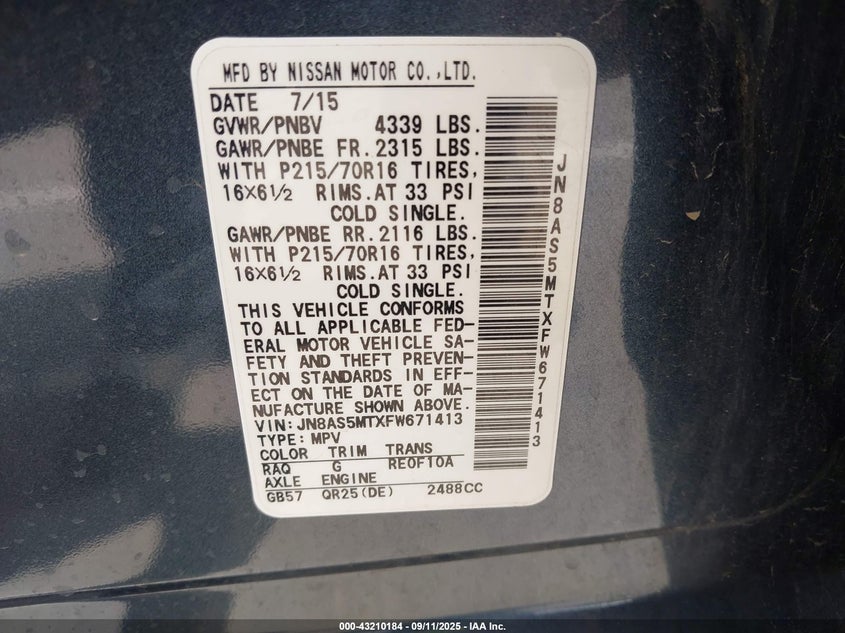 MFD BY NISSAN MOTOR CO.,LTD.
DATE 7/15
GVWR/PNBV 4339 LBS.
GAWR/PNBE FR. 2315 LBS.
WITH P215/70R16 TIRES,
16X6½ RIMS. AT 33 PSI
COLD SINGLE.
GAWR/PNBE RR. 2116 LBS.
WITH P215/70R16 TIRES,
16X6½ RIMS. AT 33 PSI
COLD SINGLE.
THIS VEHICLE CONFORMS
TO ALL APPLICABLE FED-
ERAL MOTOR VEHICLE SA-
FETY AND THEFT PREVEN-
TION STANDARDS IN EFF-
ECT ON THE DATE OF MA-
NUFACTURE SHOWN ABOVE.
VIN: JN8AS5MTXFW671413
TYPE: MPV
COLOR TRIM TRANS
RAQ G RE0F10A
AXLE ENGINE
GB57 QR25(DE) 2488CC
JN8AS5MTXFW671413
000-43210184 - 09/11/2025 - IAA Inc.